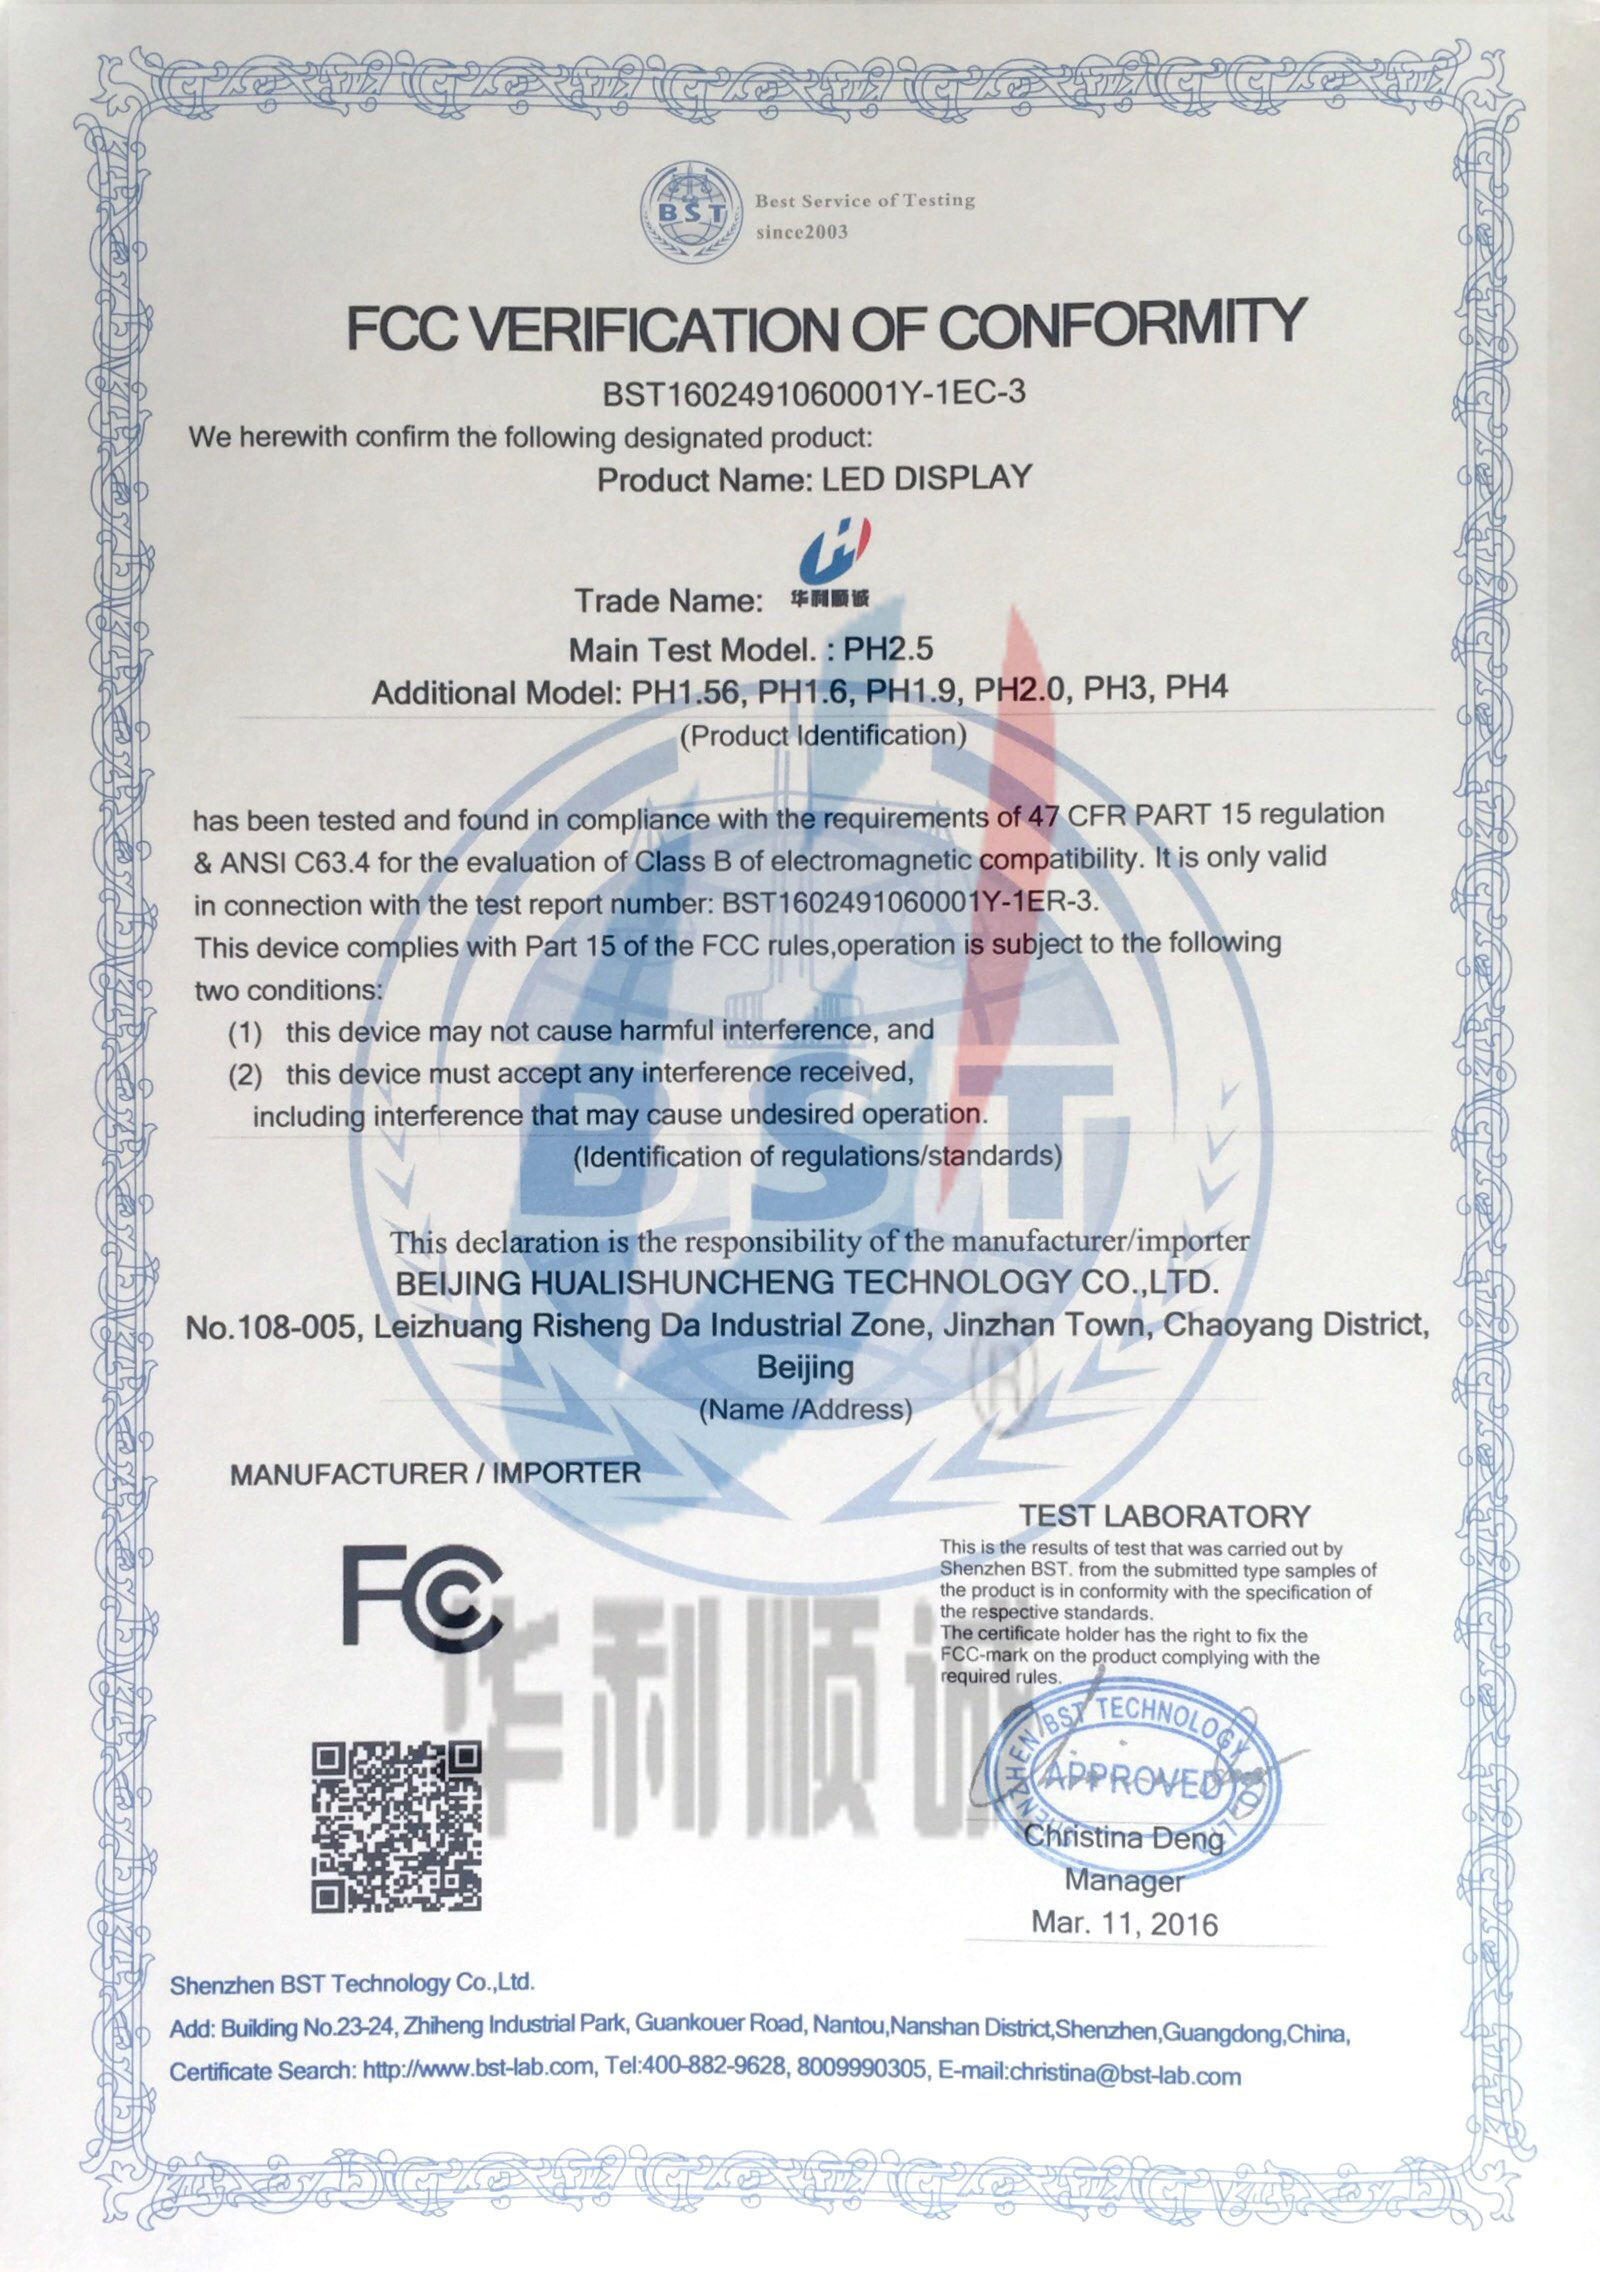 BST
Best Service of Testing
since2003
FCC VERIFICATION OF CONFORMITY
BST1602491060001Y-1EC-3
We herewith confirm the following designated product:
Product Name: LED DISPLAY
华利顺诚
Trade Name:
Main Test Model. : PH2.5
Additional Model: PH1.56, PH1.6, PH1.9, PH2.0, PH3, PH4
(Product Identification)
has been tested and found in compliance with the requirements of 47 CFR PART 15 regulation
& ANSI C63.4 for the evaluation of Class B of electromagnetic compatibility. It is only valid
in connection with the test report number: BST1602491060001Y-1ER-3.
This device complies with Part 15 of the FCC rules,operation is subject to the following
two conditions:
(1) this device may not cause harmful interference, and
(2) this device must accept any interference received,
including interference that may cause undesired operation.
BST
(Identification of regulations/standards)
This declaration is the responsibility of the manufacturer/importer
BEIJING HUALISHUNCHENG TECHNOLOGY CO.,LTD.
No.108-005, Leizhuang Risheng Da Industrial Zone, Jinzhan Town, Chaoyang District,
Beijing
(Name /Address)
®
MANUFACTURER / IMPORTER
FCC
华利顺诚
TEST LABORATORY
This is the results of test that was carried out by
Shenzhen BST. from the submitted type samples of
the product is in conformity with the specification of
the respective standards.
The certificate holder has the right to fix the
FCC-mark on the product complying with the
required rules.
SHENZHEN BST TECHNOLOGY CO., LTD
APPROVED
Christina Deng
Manager
Mar. 11, 2016
Shenzhen BST Technology Co.,Ltd.
Add: Building No.23-24, Zhiheng Industrial Park, Guankouer Road, Nantou,Nanshan District,Shenzhen,Guangdong,China,
Certificate Search: http://www.bst-lab.com, Tel:400-882-9628, 8009990305, E-mail:christina@bst-lab.com